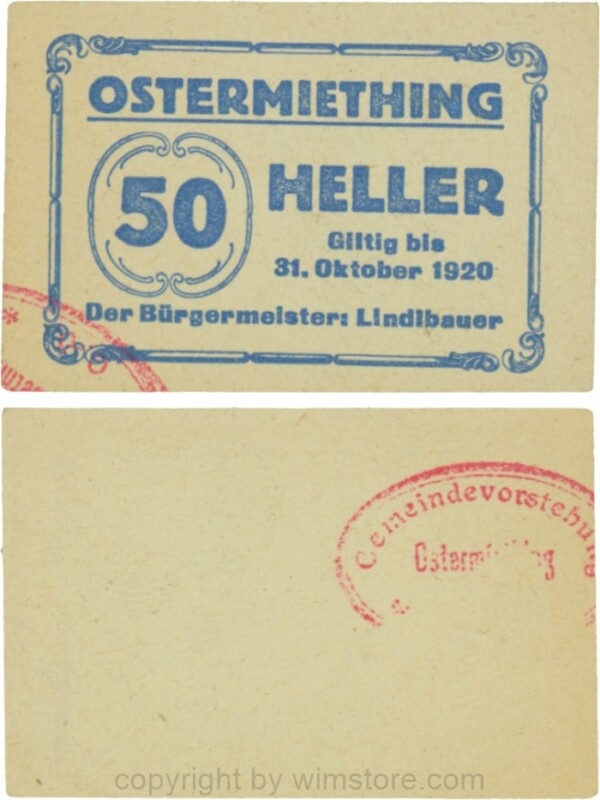 OSTERMIETHING
50 HELLER
Giltig bis
31. Oktober 1920
Der Bürgermeister: Lindlbauer
Gemeindevorstehung
copyright by wimstore.com